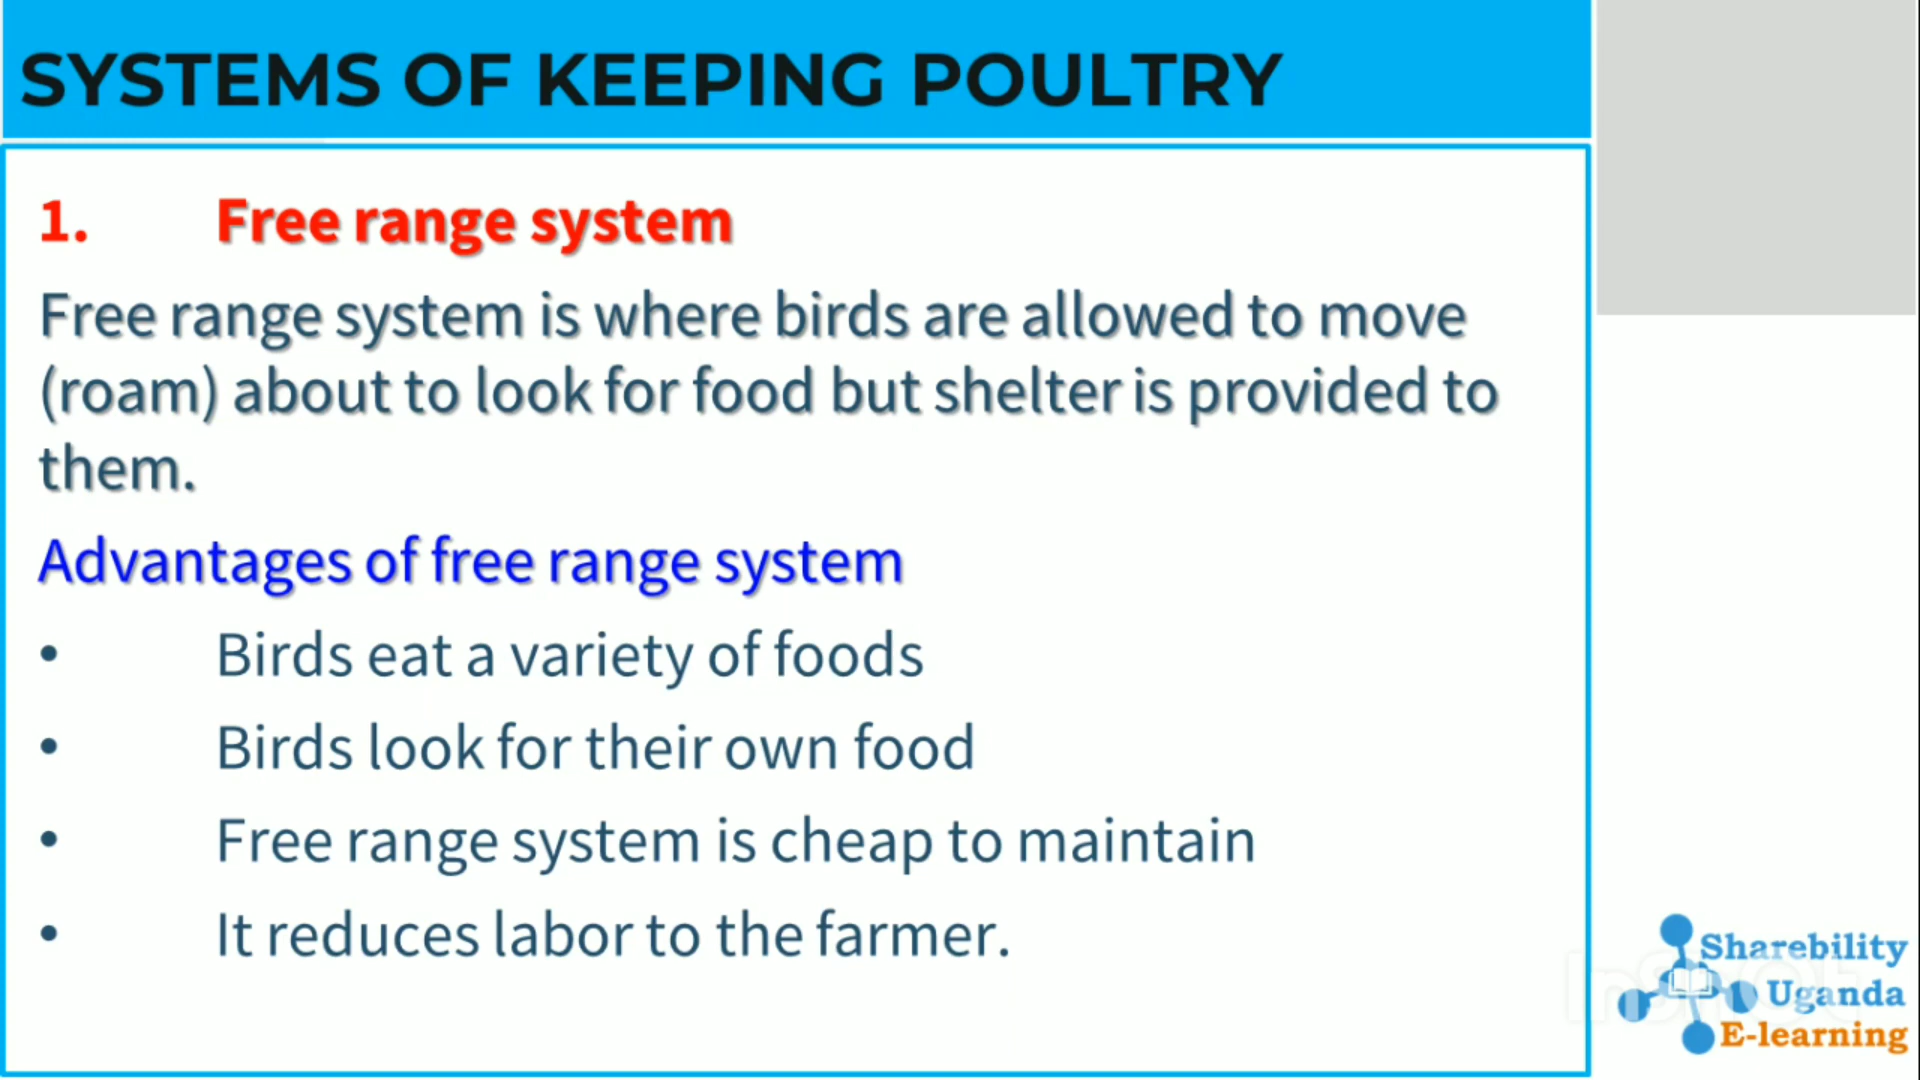 SYSTEMS OF KEEPING POULTRY
1. Free range system
Free range system is where birds are allowed to move
(roam) about to look for food but shelter is provided to
them.
Advantages of free range system
• Birds eat a variety of foods
• Birds look for their own food
• Free range system is cheap to maintain
• It reduces labor to the farmer.
Sharebility
Uganda
E-learning
InShot